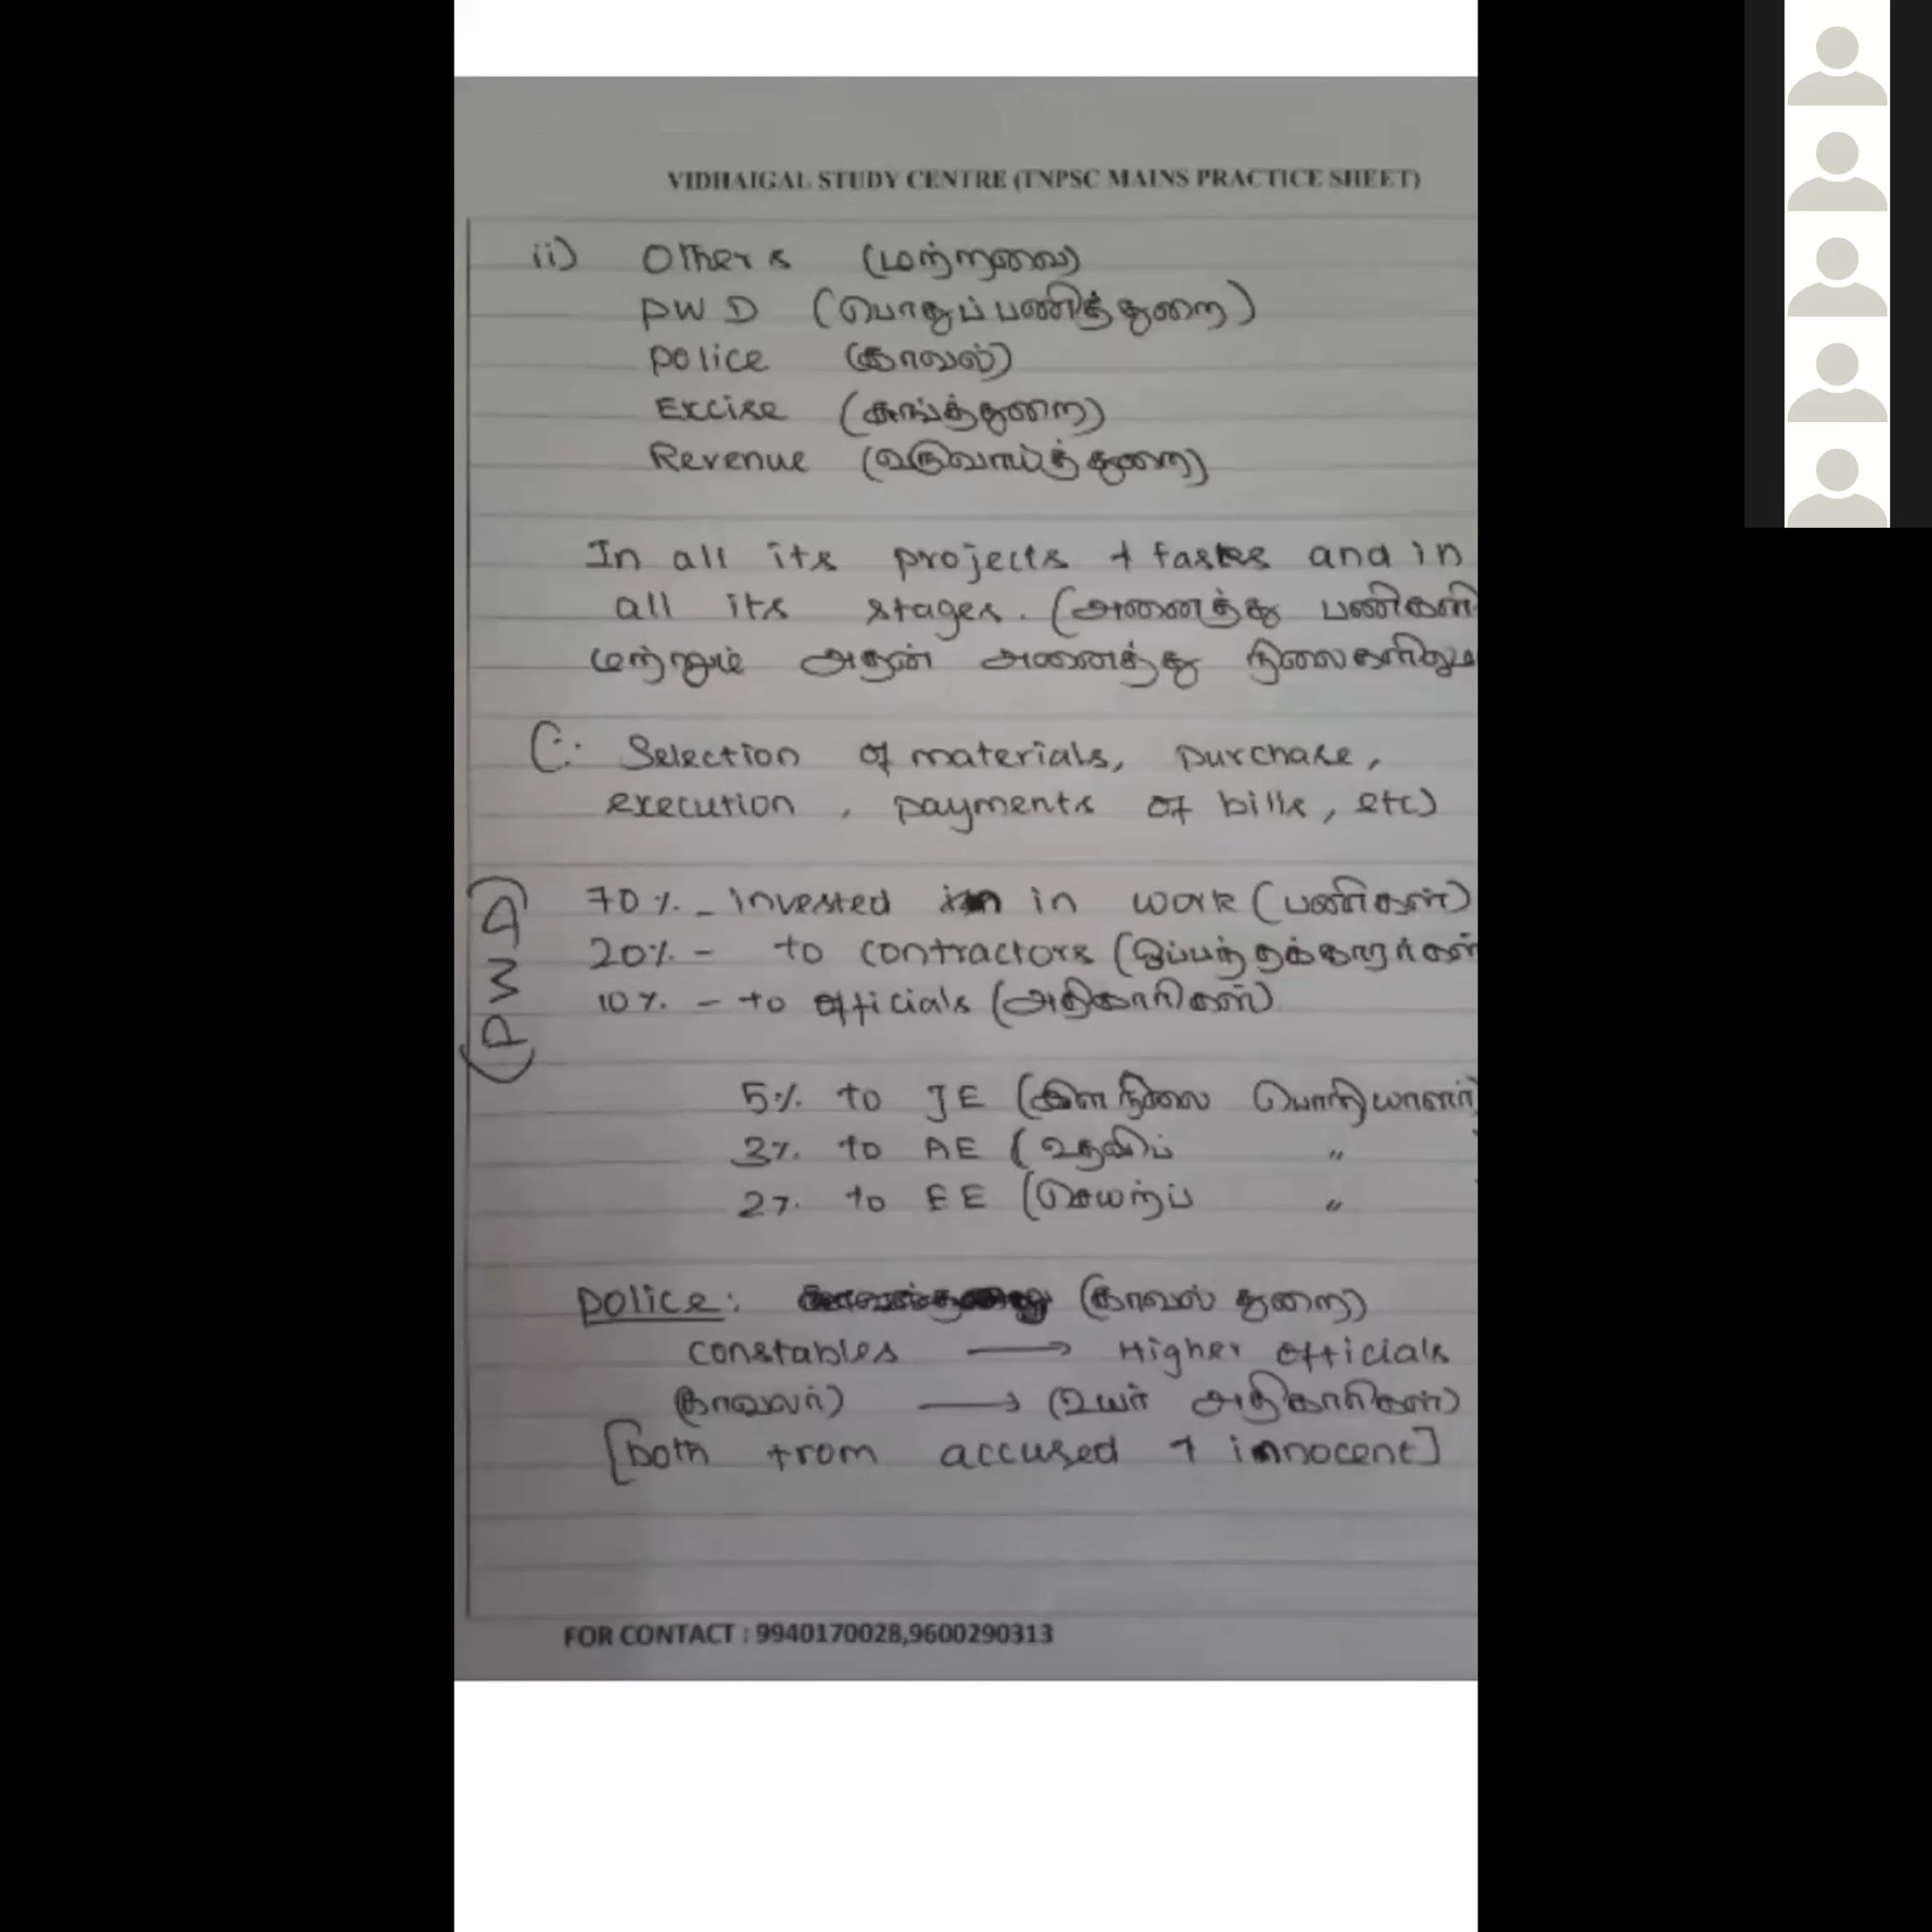 VIDHAIGAL STUDY CENTRE (TNPSC MAINS PRACTICE SHEET)
ii) Others (மற்றவை)
PWD (பொதுப்பணித்துறை)
police (காவல்)
Excise (சுங்த்துறை)
Revenue (வருவாய்த்துறை)
In all its projects + and in
all its stages. (அனைத்து பணிகளி
மற்றும் அதன் அனைத்து நிலைகளிலும
(∵ Selection of materials, purchase,
execution, payments of bills, etc)
(PWD)
70% - invested in work (பணிகள்)
20% - to contractors (ஒப்பந்தக்காரர்கள்
10% - to officials (அதிகாரிகள்)
5% to JE (இளநிலை பொறியாளர்)
3% to AE (உதவிப் "
2% to EE (செயற்ப் "
police: (காவல் துறை)
constables → Higher officials
(காவலர்) → (உயர் அதிகாரிகள்)
[both from accused + innocent]
FOR CONTACT : 9940170028,9600290313